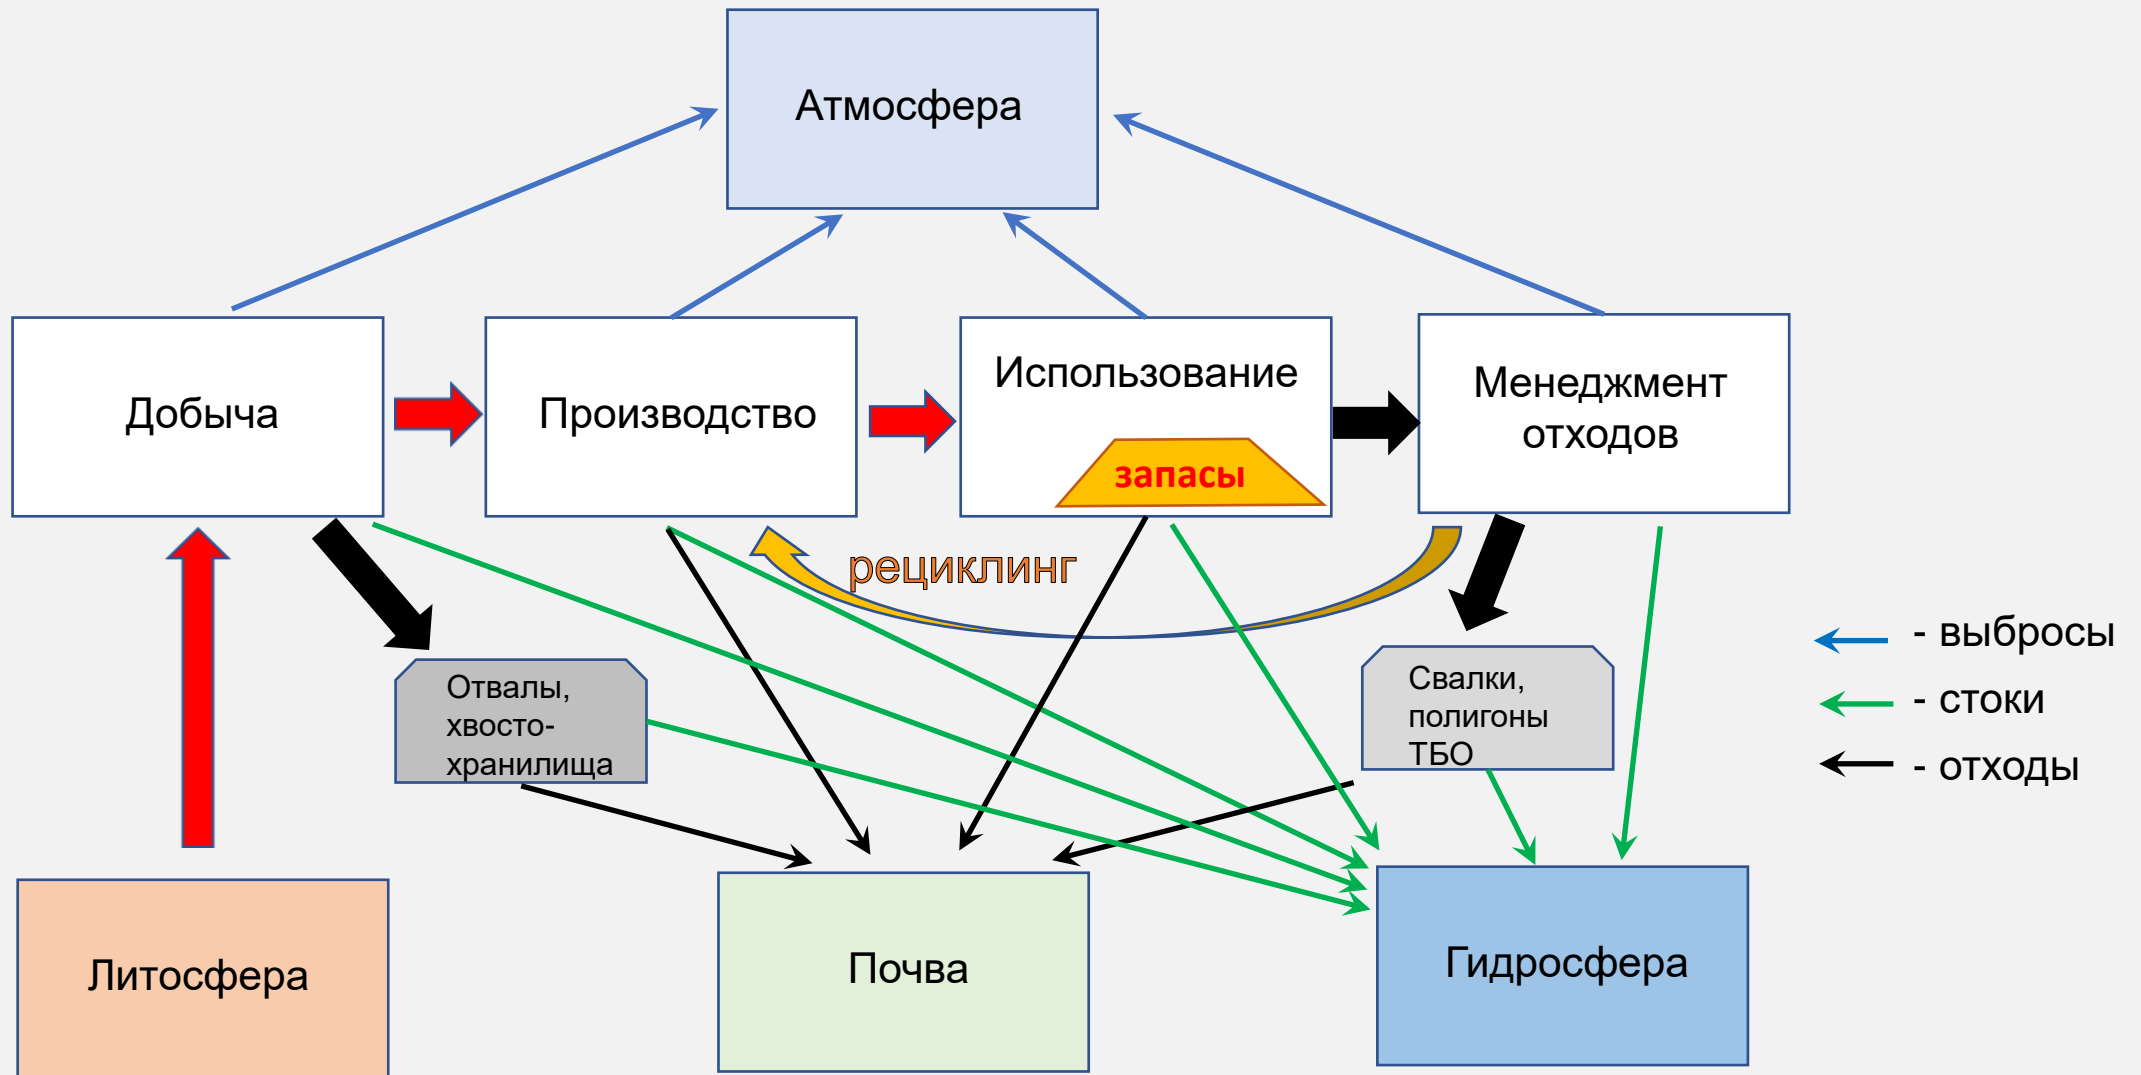 Атмосфера
Добыча
Производство
Использование
запасы
Менеджмент
отходов
рециклинг
Отвалы,
хвосто-
хранилища
Свалки,
полигоны
ТБО
- выбросы
- стоки
- отходы
Литосфера
Почва
Гидросфера